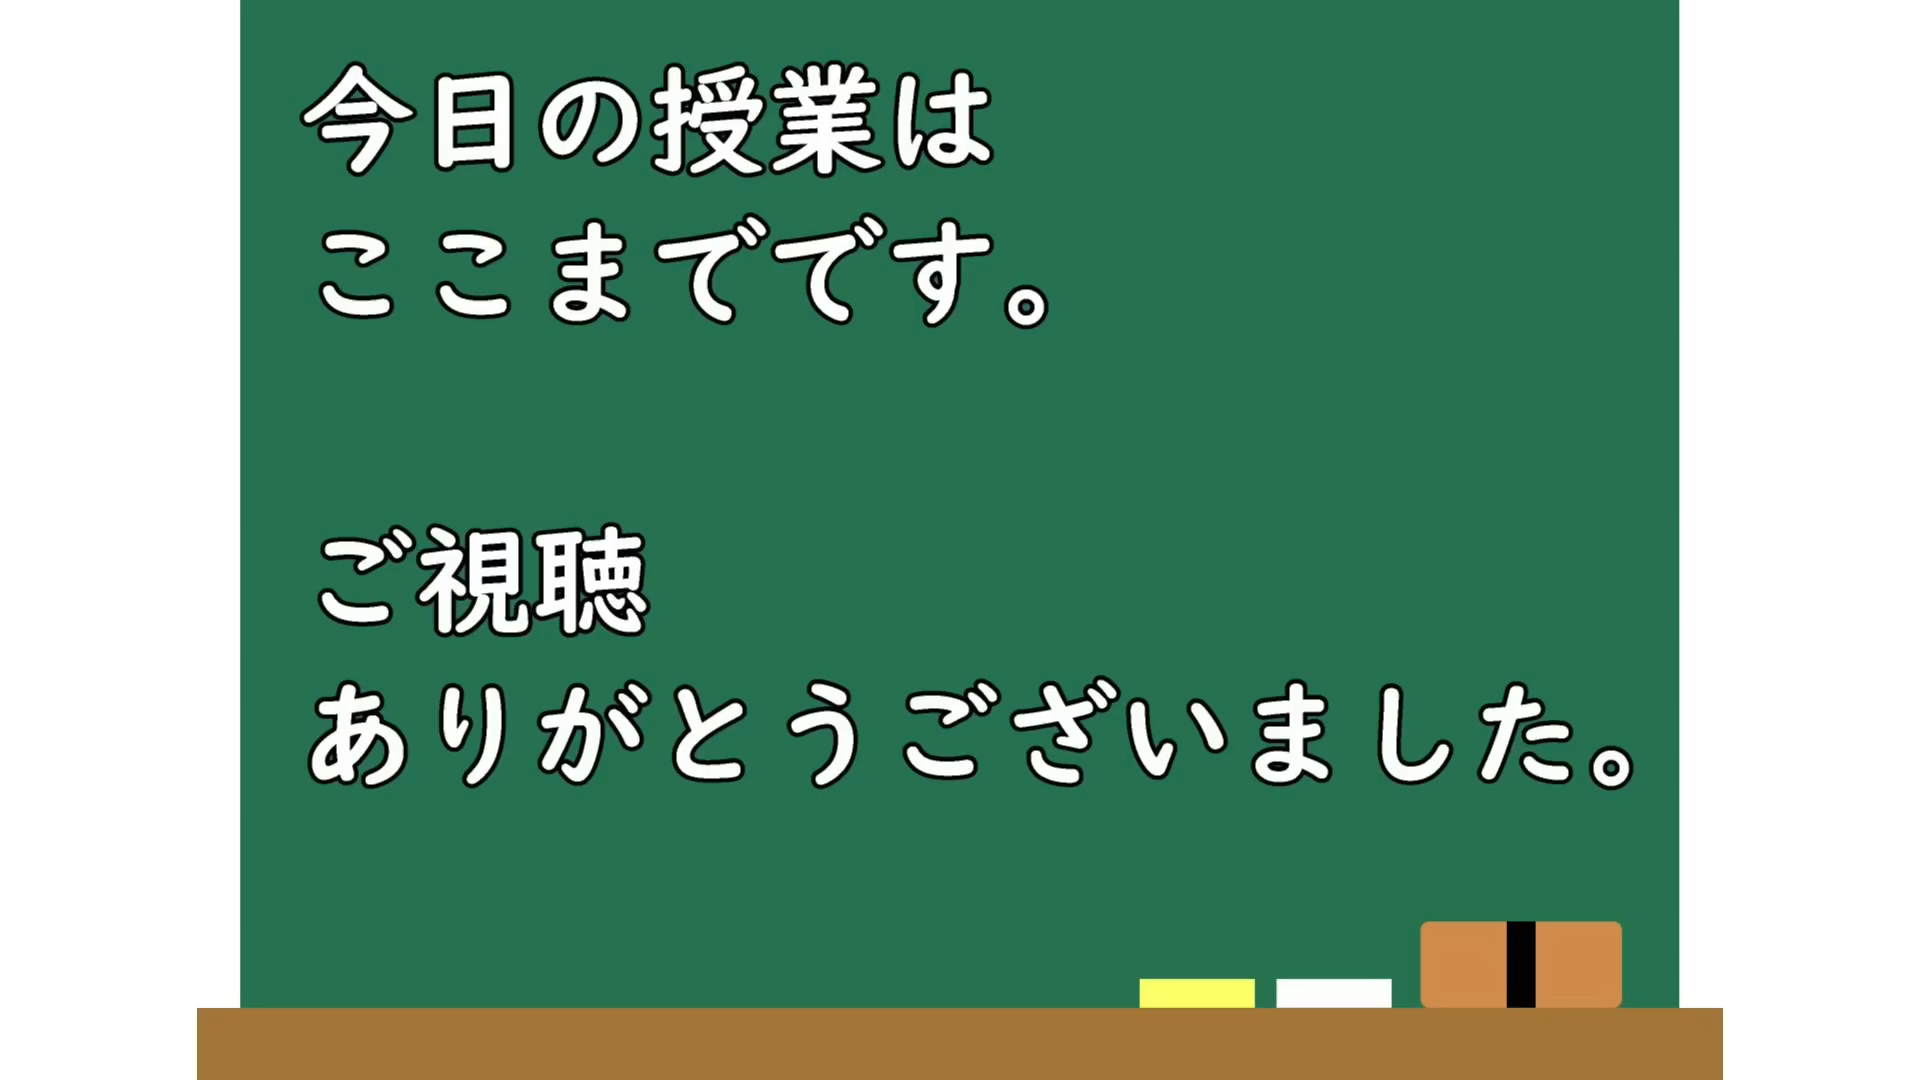 今日の授業は
ここまでです。
ご視聴
ありがとうございました。